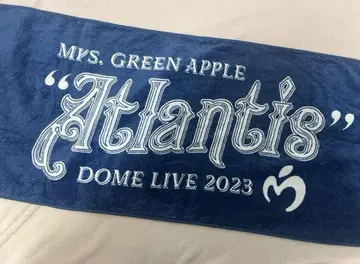 MRS. GREEN APPLE
“Atlantis”
DOME LIVE 2023